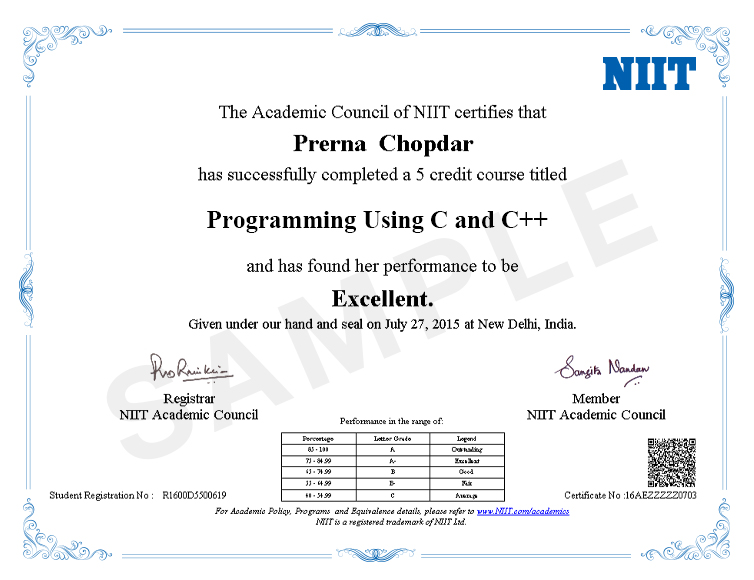 NIIT
The Academic Council of NIIT certifies that
Prerna Chopdar
has successfully completed a 5 credit course titled
Programming Using C and C++
and has found her performance to be
Excellent.
Given under our hand and seal on July 27, 2015 at New Delhi, India.
SAMPLE
Sangita Nandan
Registrar Member
NIIT Academic Council NIIT Academic Council
Performance in the range of:
Percentage Letter Grade Legend
85 - 100 A Outstanding
75 - 84.99 A- Excellent
65 - 74.99 B Good
55 - 64.99 B- Fair
40 - 54.99 C Average
Student Registration No : R1600D5500619 Certificate No :16AEZZZZZ0703
For Academic Policy, Programs and Equivalence details, please refer to www.NIIT.com/academics
NIIT is a registered trademark of NIIT Ltd.